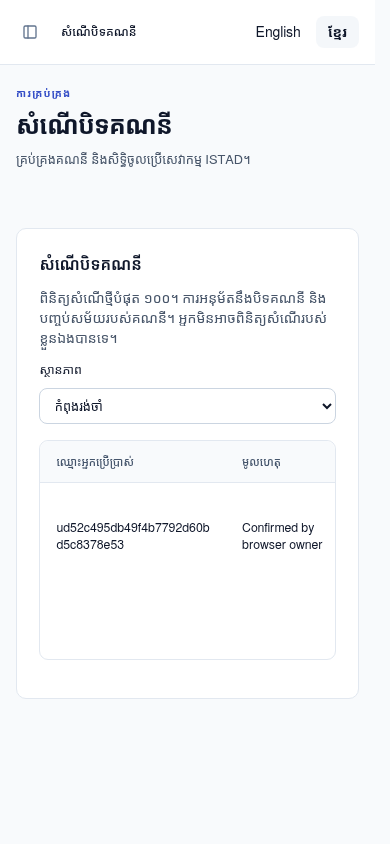 សំណើបិទគណនី
English
ខ្មែរ
ការគ្រប់គ្រង
សំណើបិទគណនី
គ្រប់គ្រងគណនី និងសិទ្ធិចូលប្រើសេវាកម្ម ISTAD។
សំណើបិទគណនី
ពិនិត្យសំណើថ្មីបំផុត ១០០។ ការអនុម័តនឹងបិទគណនី និង
បញ្ចប់សម័យរបស់គណនី។ អ្នកមិនអាចពិនិត្យសំណើរបស់
ខ្លួនឯងបានទេ។
ស្ថានភាព
កំពុងរង់ចាំ
ឈ្មោះអ្នកប្រើប្រាស់
មូលហេតុ
ud52c495db49f4b7792d60b
d5c8378e53
Confirmed by
browser owner